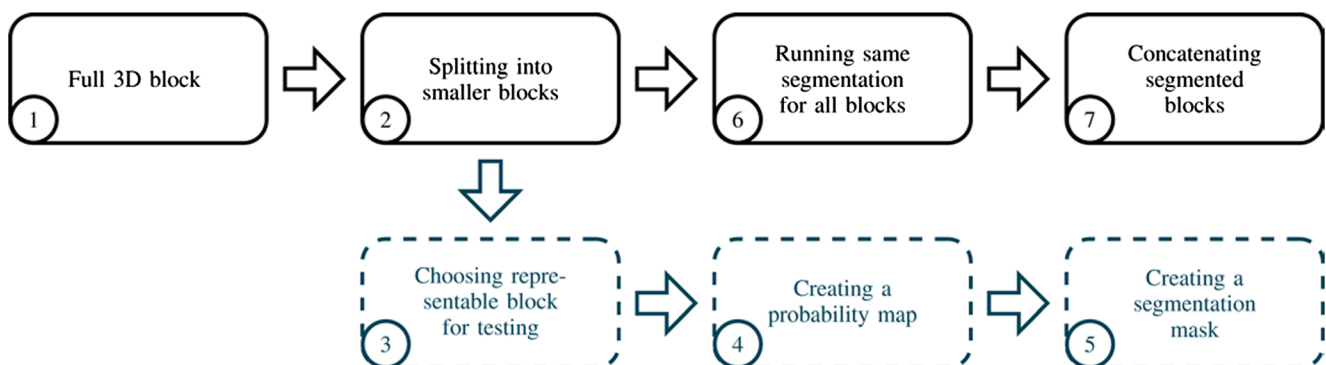 Full 3D block
1
Splitting into
smaller blocks
2
Running same
segmentation
for all blocks
6
Concatenating
segmented
blocks
7
Choosing repre-
sentable block
for testing
3
Creating a
probability map
4
Creating a
segmentation
mask
5